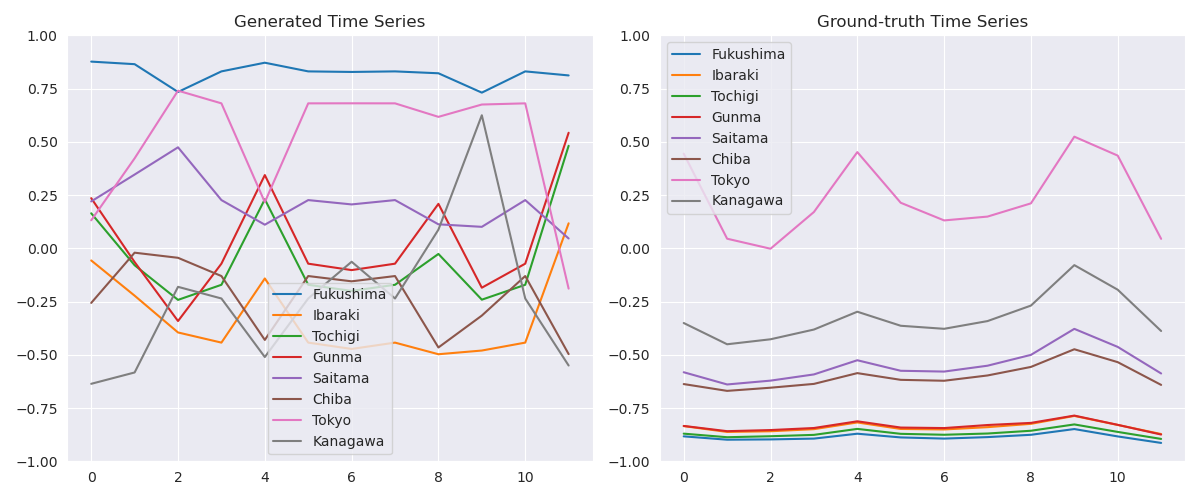 Generated Time Series
1.00
0.75
0.50
0.25
0.00
−0.25
−0.50
−0.75
−1.00
0 2 4 6 8 10
Fukushima
Ibaraki
Tochigi
Gunma
Saitama
Chiba
Tokyo
Kanagawa
Ground-truth Time Series
1.00
0.75
0.50
0.25
0.00
−0.25
−0.50
−0.75
−1.00
0 2 4 6 8 10
Fukushima
Ibaraki
Tochigi
Gunma
Saitama
Chiba
Tokyo
Kanagawa